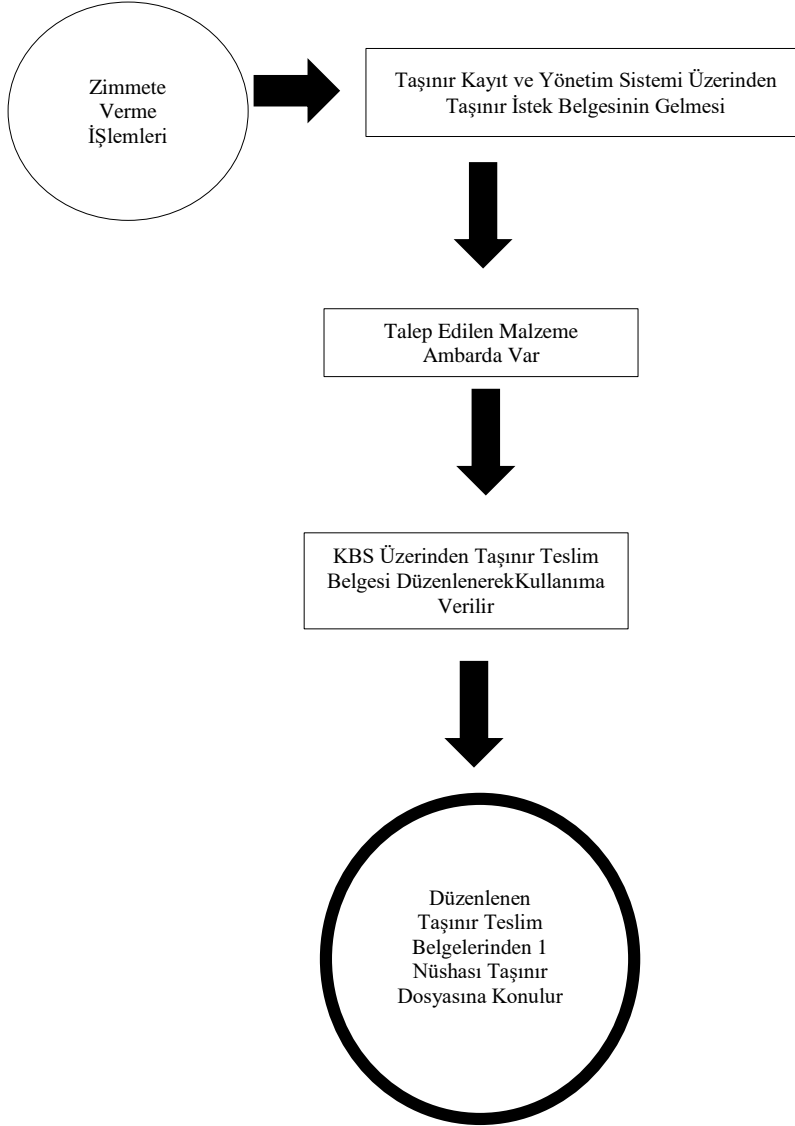 Zimmete
Verme
İŞlemleri
Taşınır Kayıt ve Yönetim Sistemi Üzerinden
Taşınır İstek Belgesinin Gelmesi
Talep Edilen Malzeme
Ambarda Var
KBS Üzerinden Taşınır Teslim
Belgesi DüzenlenerekKullanıma
Verilir
Düzenlenen
Taşınır Teslim
Belgelerinden 1
Nüshası Taşınır
Dosyasına Konulur